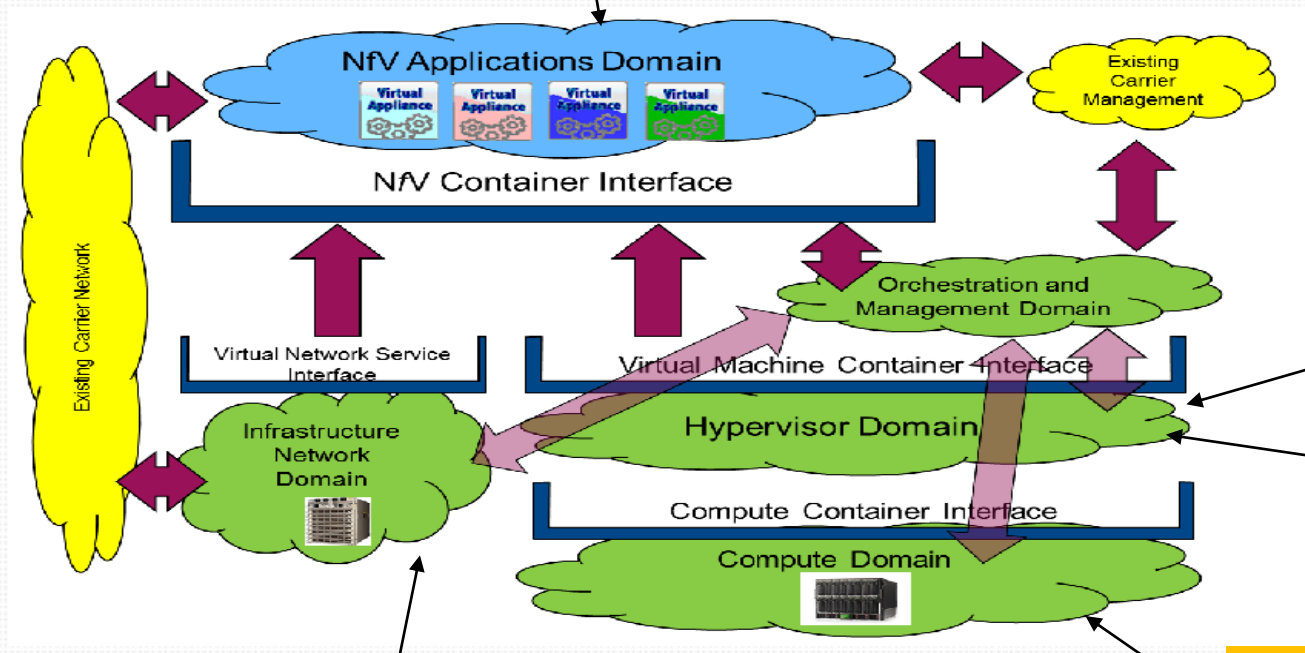 NfV Applications Domain
Virtual
Appliance
Virtual
Appliance
Virtual
Appliance
Virtual
Appliance
Existing
Carrier
Management
NfV Container Interface
Existing Carrier Network
Orchestration and
Management Domain
Virtual Network Service
Interface
Virtual Machine Container Interface
Infrastructure
Network
Domain
Hypervisor Domain
Compute Container Interface
Compute Domain